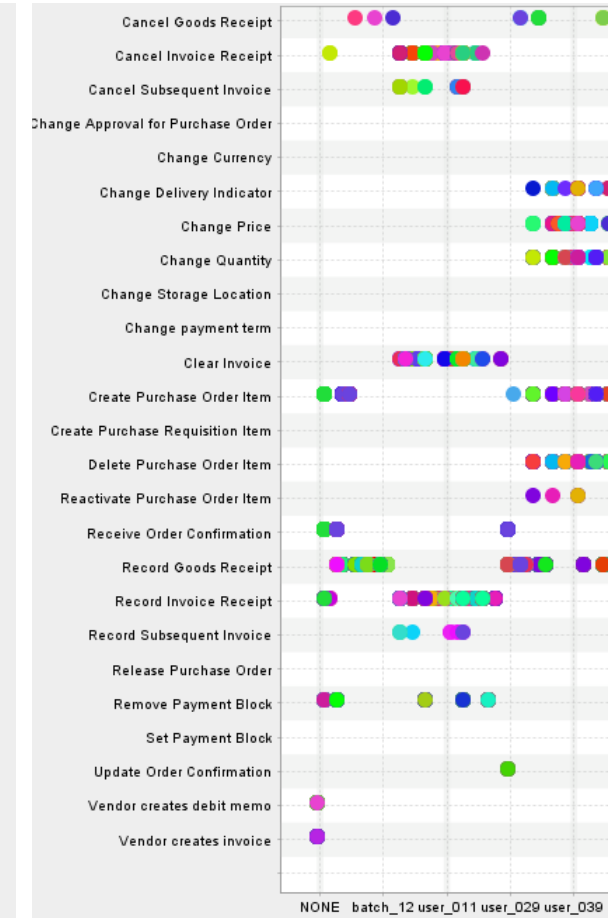 Cancel Goods Receipt
Cancel Invoice Receipt
Cancel Subsequent Invoice
Change Approval for Purchase Order
Change Currency
Change Delivery Indicator
Change Price
Change Quantity
Change Storage Location
Change payment term
Clear Invoice
Create Purchase Order Item
Create Purchase Requisition Item
Delete Purchase Order Item
Reactivate Purchase Order Item
Receive Order Confirmation
Record Goods Receipt
Record Invoice Receipt
Record Subsequent Invoice
Release Purchase Order
Remove Payment Block
Set Payment Block
Update Order Confirmation
Vendor creates debit memo
Vendor creates invoice
NONE batch_12 user_011 user_029 user_039